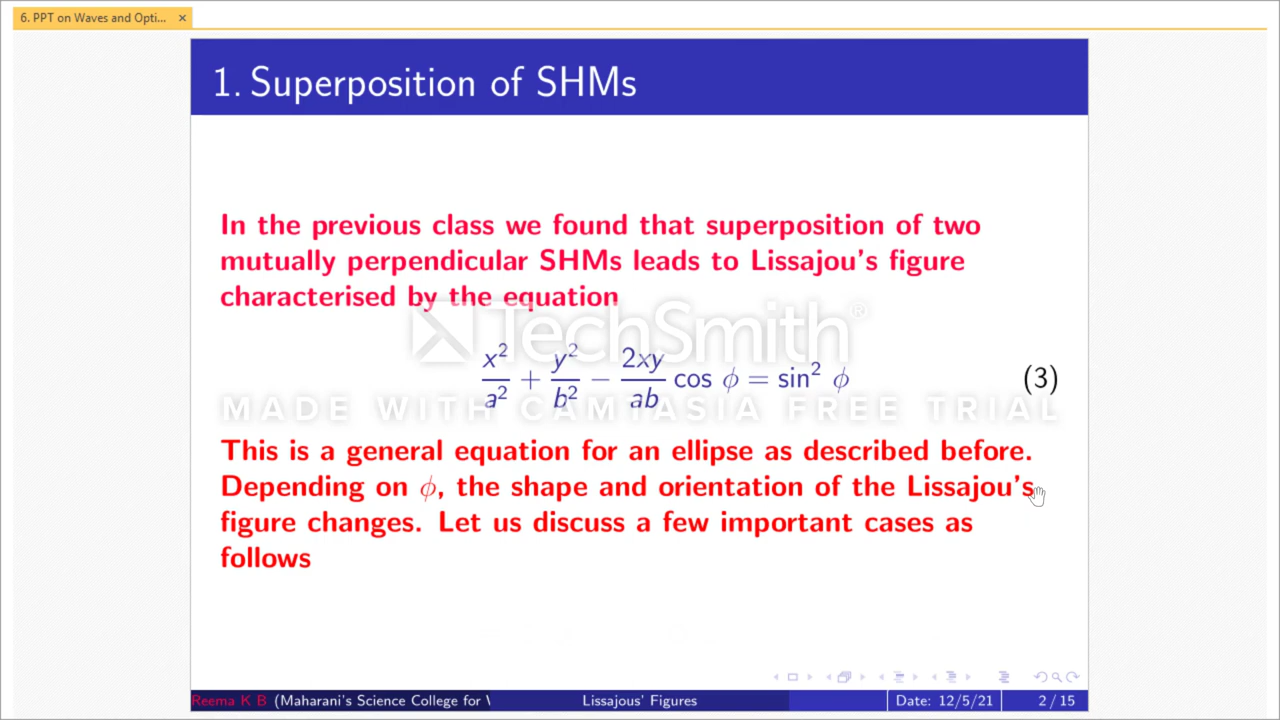 6. PPT on Waves and Opti... ×
1. Superposition of SHMs
In the previous class we found that superposition of two
mutually perpendicular SHMs leads to Lissajou's figure
characterised by the equation
TechSmith®
x²/a² + y²/b² − 2xy/ab cos ϕ = sin² ϕ (3)
MADE WITH CAMTASIA FREE TRIAL
This is a general equation for an ellipse as described before.
Depending on ϕ, the shape and orientation of the Lissajou's
figure changes. Let us discuss a few important cases as
follows
Reema K B (Maharani's Science College for Lissajous' Figures Date: 12/5/21 2 / 15